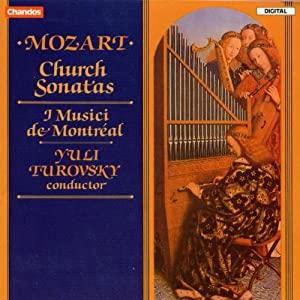 Chandos
DIGITAL
·MOZART·
Church
Sonatas
I Musici
de Montréal
YULI
TUROVSKY
conductor